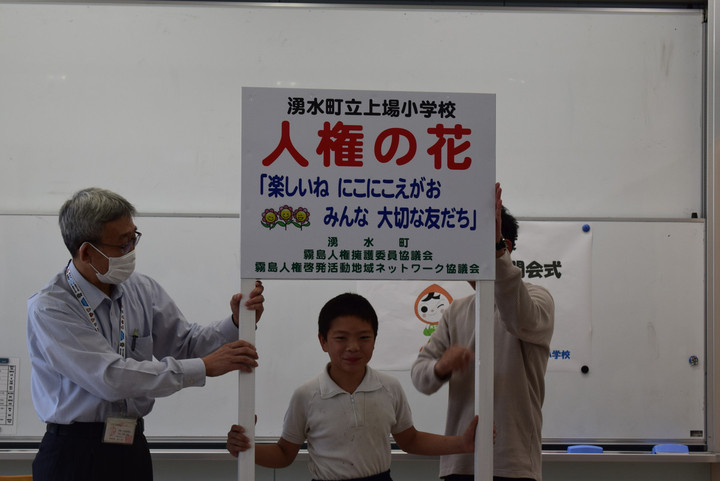 湧水町立上場小学校
人権の花
「楽しいね にこにこえがお
みんな 大切な友だち」
湧水町
霧島人権擁護委員協議会
霧島人権啓発活動地域ネットワーク協議会
会式
小学校